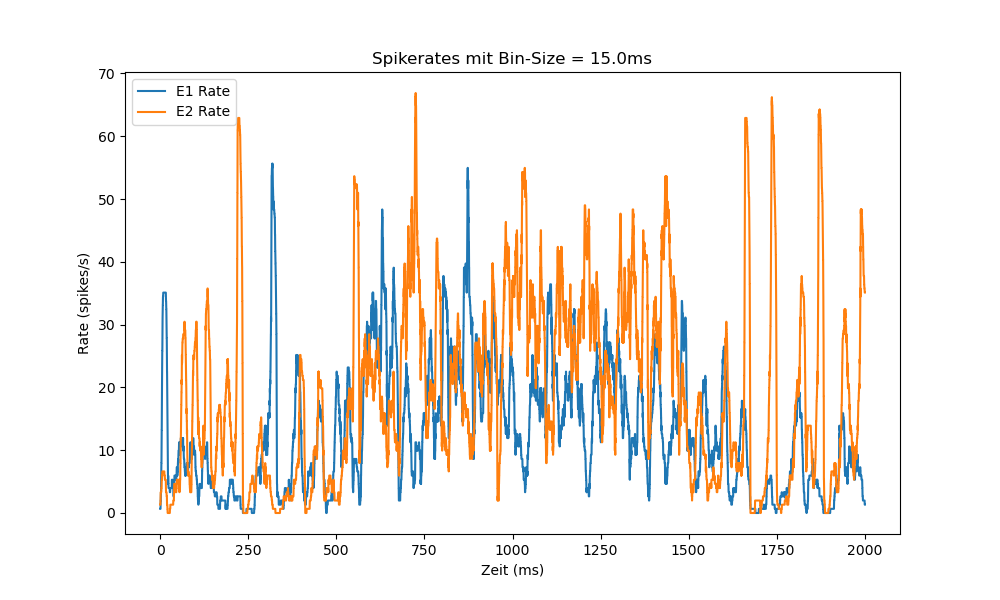 Spikerates mit Bin-Size = 15.0ms
E1 Rate
E2 Rate
70
60
50
40
30
20
10
0
Rate (spikes/s)
0 250 500 750 1000 1250 1500 1750 2000
Zeit (ms)